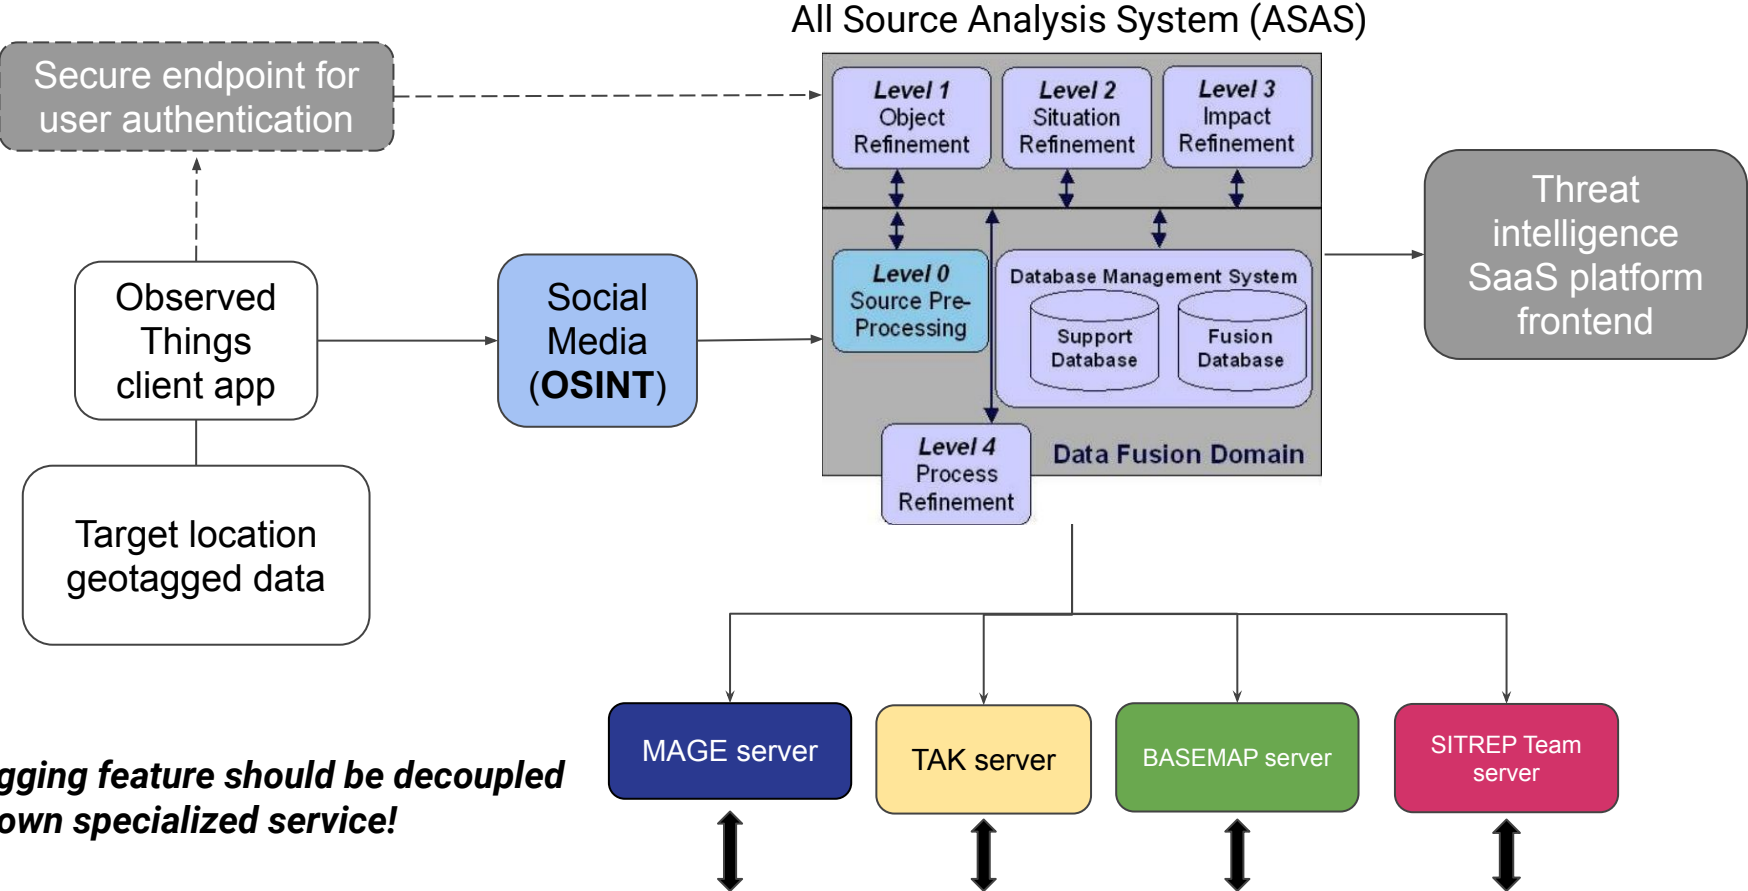 All Source Analysis System (ASAS)
Secure endpoint for
user authentication
Level 1
Object
Refinement
Level 2
Situation
Refinement
Level 3
Impact
Refinement
Threat
intelligence
SaaS platform
frontend
Observed
Things
client app
Social
Media
(OSINT)
Level 0
Source Pre-
Processing
Database Management System
Support
Database
Fusion
Database
Level 4
Process
Refinement
Data Fusion Domain
Target location
geotagged data
MAGE server
TAK server
BASEMAP server
SITREP Team
server
gging feature should be decoupled
own specialized service!